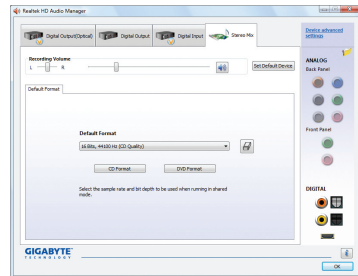 Realtek HD Audio Manager
Digital Output(Optical)
Digital Output
Digital Input
Stereo Mix
Device advanced settings
Recording Volume
L
R
Set Default Device
ANALOG
Back Panel
Default Format
Default Format
16 Bits, 44100 Hz (CD Quality)
CD Format
DVD Format
Select the sample rate and bit depth to be used when running in shared
mode.
Front Panel
DIGITAL
GIGABYTE
TECHNOLOGY
i
OK